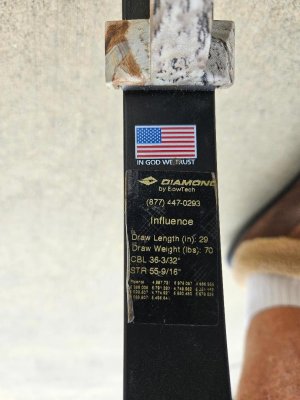 IN GOD WE TRUST
DIAMOND
by BowTech
(877) 447-0293
Influence
Draw Length (in): 29
Draw Weight (lbs): 70
CBL 36-3/32"
STR 55-9/16"